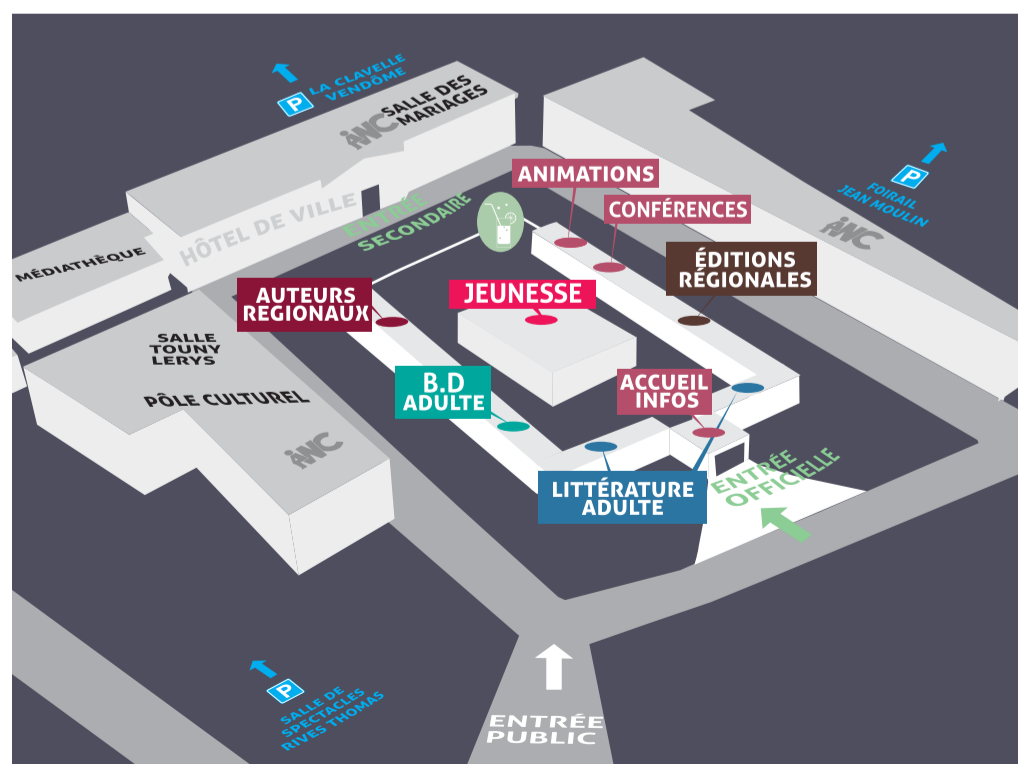 LA CLAVELLE
VENDÔME
P
SALLE DES
MARIAGES
P
FOIRAIL
JEAN MOULIN
ANIMATIONS
CONFÉRENCES
ENTRÉE
SECONDAIRE
HÔTEL DE VILLE
MÉDIATHÈQUE
ÉDITIONS
RÉGIONALES
AUTEURS
RÉGIONAUX
JEUNESSE
SALLE
TOUNY
LERYS
PÔLE CULTUREL
B.D
ADULTE
ACCUEIL
INFOS
LITTÉRATURE
ADULTE
ENTRÉE
OFFICIELLE
P
SALLE DE
SPECTACLES
RIVES THOMAS
ENTRÉE
PUBLIC